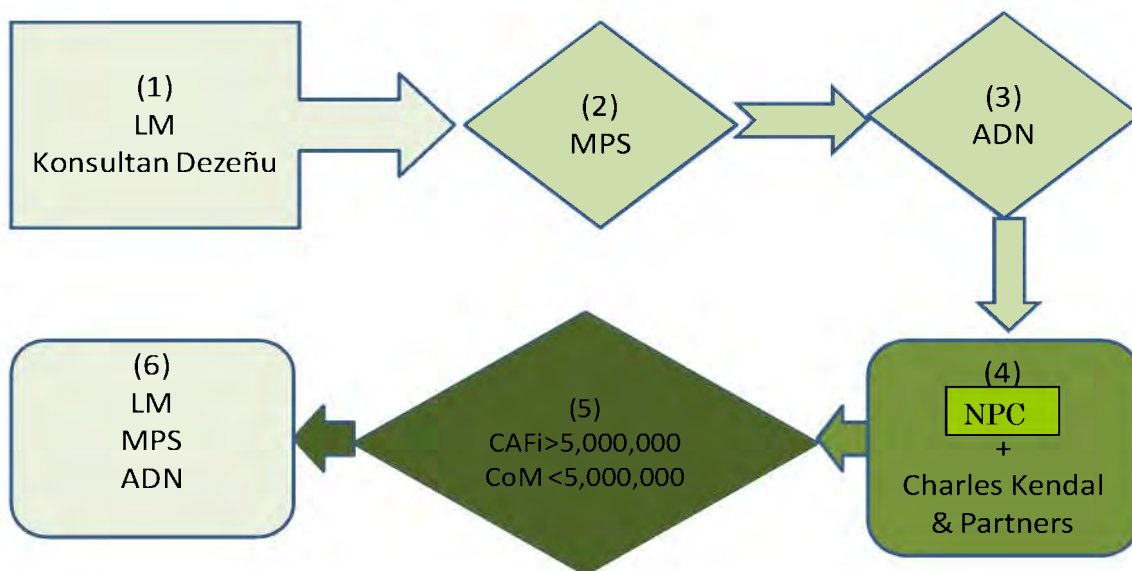 (1)
LM
Konsultan Dezeñu
(2)
MPS
(3)
ADN
(4)
NPC
+
Charles Kendal
& Partners
(5)
CAFi>5,000,000
CoM <5,000,000
(6)
LM
MPS
ADN